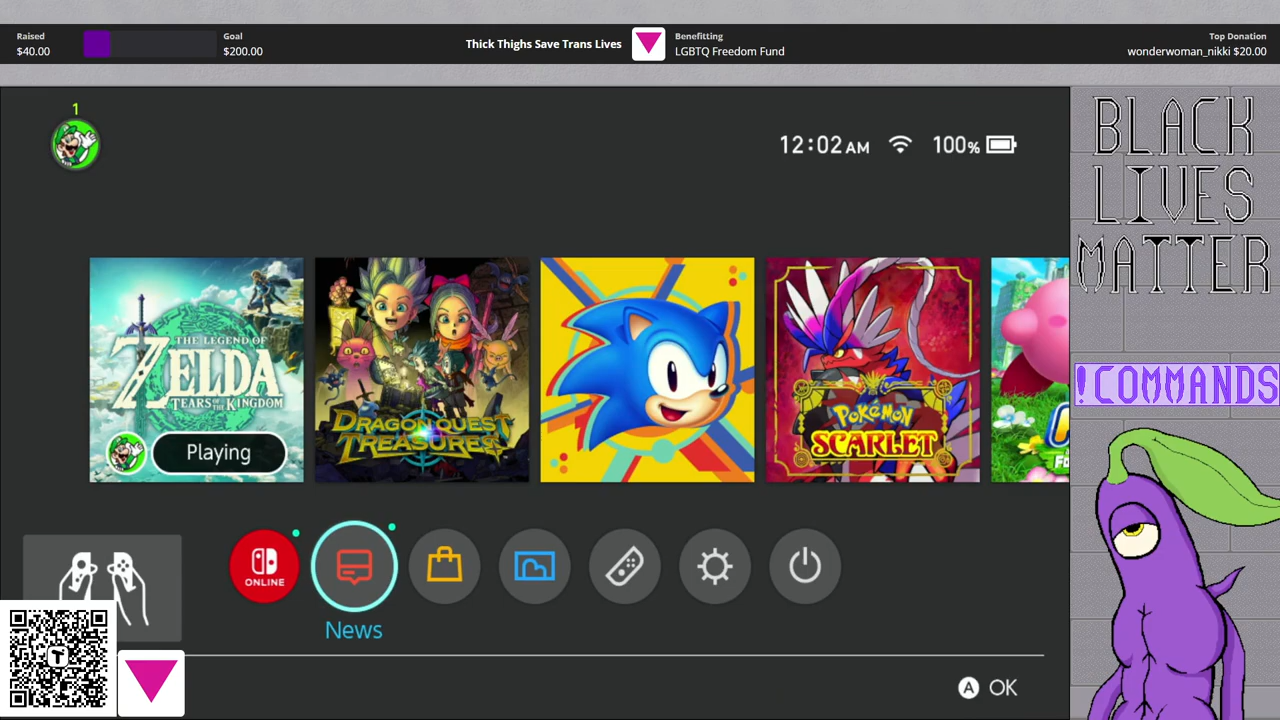 Raised
$40.00
Goal
$200.00
Thick Thighs Save Trans Lives
Benefitting
LGBTQ Freedom Fund
Top Donation
wonderwoman_nikki $20.00
1
12:02 AM
100%
BLACK
LIVES
MATTER
THE LEGEND OF
ZELDA
TEARS OF THE KINGDOM
Playing
DRAGON QUEST
TREASURES
POKÉMON
SCARLET
!COMMANDS
ONLINE
News
T
A OK